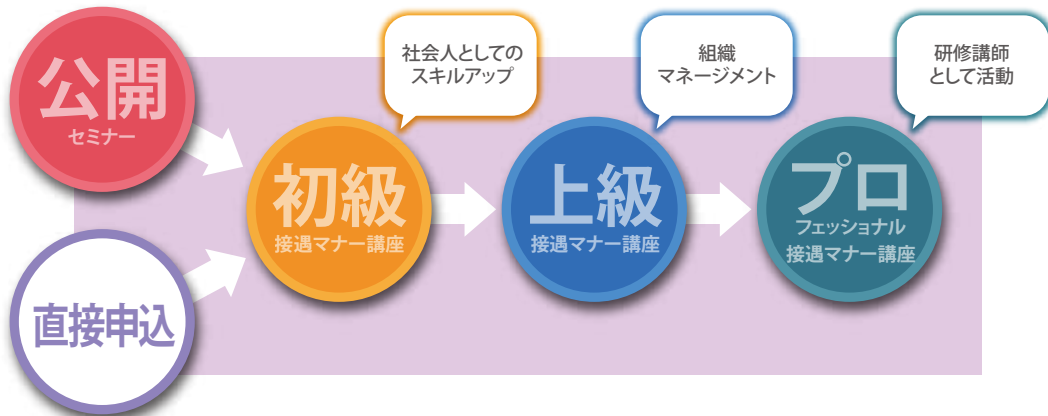 公開
セミナー
直接申込
社会人としての
スキルアップ
初級
接遇マナー講座
組織
マネージメント
上級
接遇マナー講座
研修講師
として活動
プロ
フェッショナル
接遇マナー講座